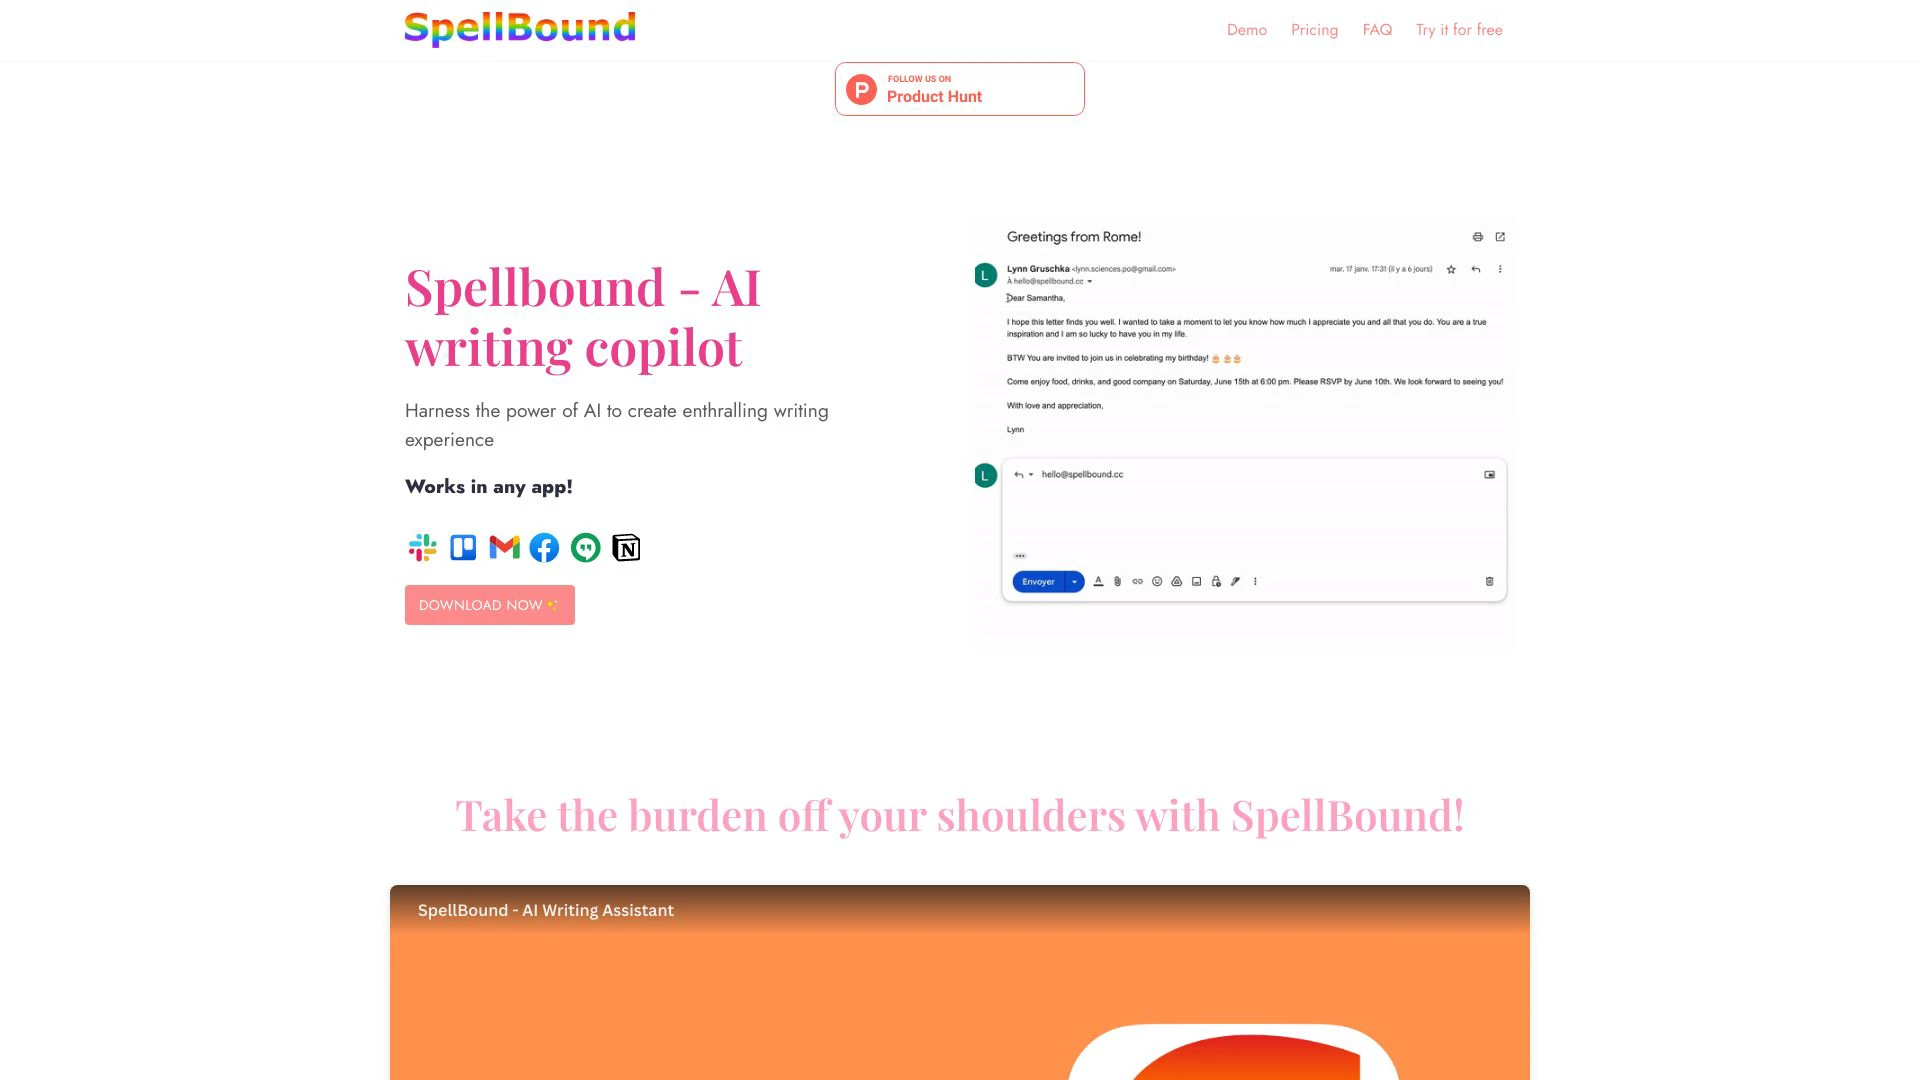 SpellBound
Demo
Pricing
FAQ
Try it for free
FOLLOW US ON
Product Hunt
Spellbound - AI
writing copilot
Harness the power of AI to create enthralling writing
experience
Works in any app!
DOWNLOAD NOW✨
Greetings from Rome!
L
Lynn Gruschka <lynn.sciences.po@gmail.com>
mar. 17 janv. 17:31 (il y a 6 jours)
À hello@spellbound.cc
Dear Samantha,
I hope this letter finds you well. I wanted to take a moment to let you know how much I appreciate you and all that you do. You are a true
inspiration and I am so lucky to have you in my life.
BTW You are invited to join us in celebrating my birthday! 🎂 🎂🎂
Come enjoy food, drinks, and good company on Saturday, June 15th at 6:00 pm. Please RSVP by June 10th. We look forward to seeing you!
With love and appreciation,
Lynn
L
hello@spellbound.cc
Envoyer
Take the burden off your shoulders with SpellBound!
SpellBound - AI Writing Assistant